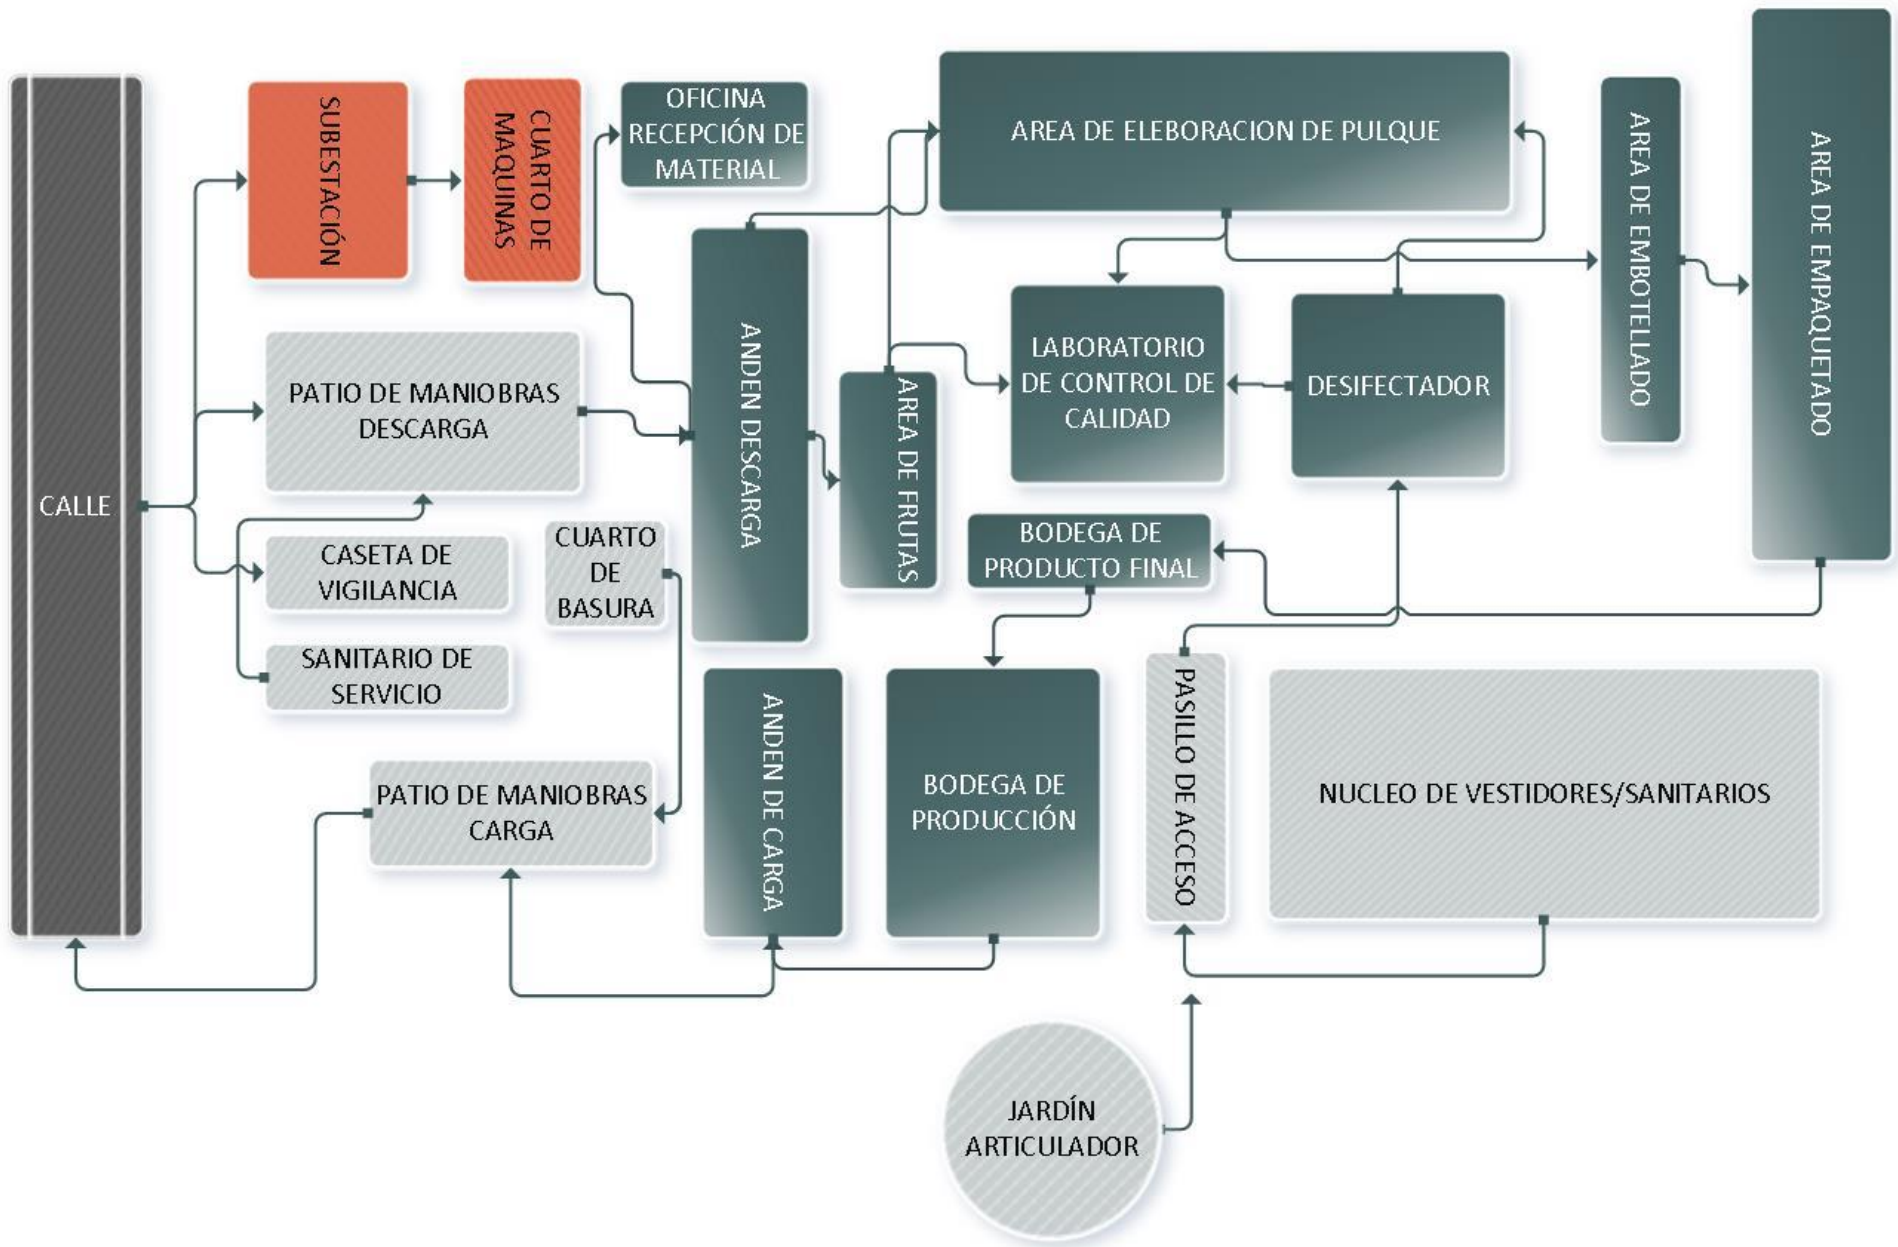 CALLE
SUBESTACIÓN
CUARTO DE
MAQUINAS
OFICINA
RECEPCIÓN DE
MATERIAL
AREA DE ELEBORACION DE PULQUE
AREA DE EMBOTELLADO
AREA DE EMPAQUETADO
PATIO DE MANIOBRAS
DESCARGA
ANDEN DESCARGA
AREA DE FRUTAS
LABORATORIO
DE CONTROL DE
CALIDAD
DESIFECTADOR
CASETA DE
VIGILANCIA
CUARTO
DE
BASURA
BODEGA DE
PRODUCTO FINAL
SANITARIO DE
SERVICIO
PATIO DE MANIOBRAS
CARGA
ANDEN DE CARGA
BODEGA DE
PRODUCCIÓN
PASILLO DE ACCESO
NUCLEO DE VESTIDORES/SANITARIOS
JARDÍN
ARTICULADOR